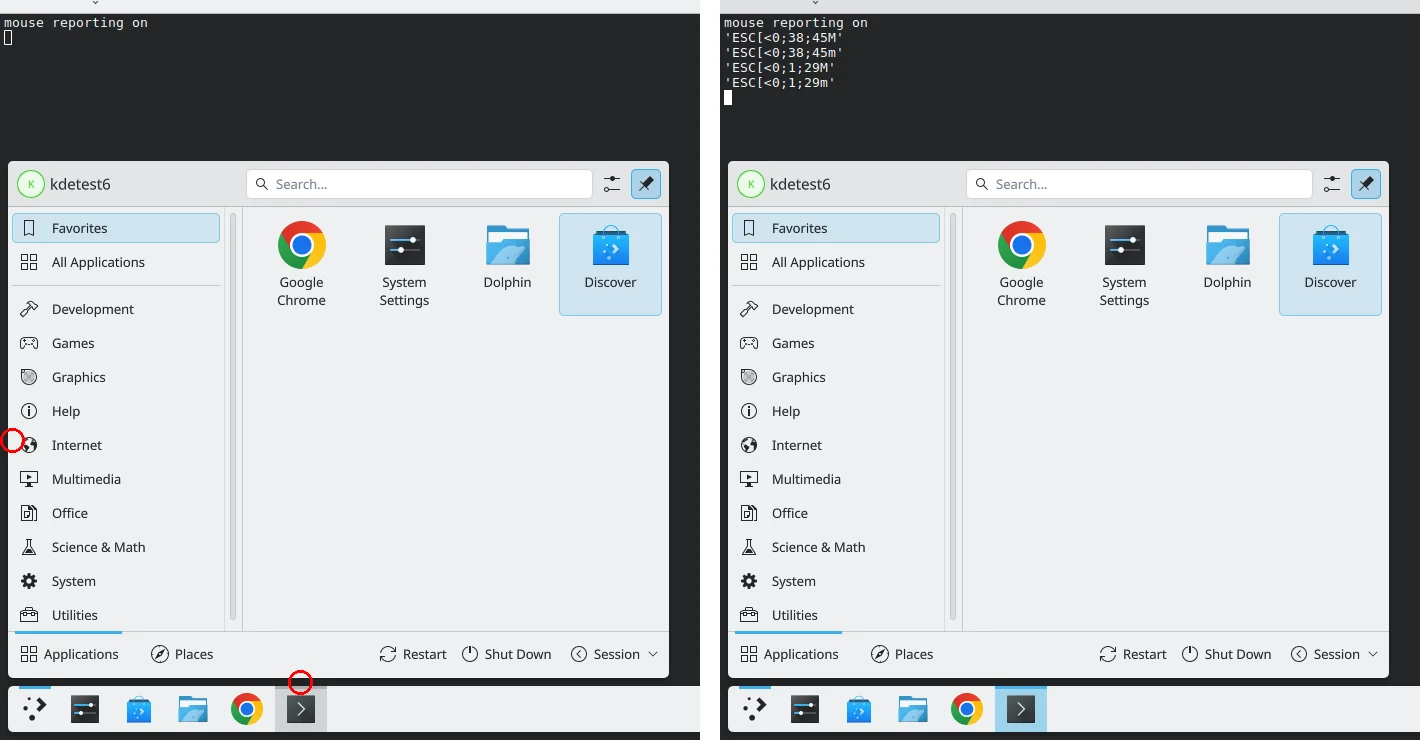 mouse reporting on
K
kdetest6
Search...
Favorites
All Applications
Development
Games
Graphics
Help
Internet
Multimedia
Office
Science & Math
System
Utilities
Google
Chrome
System
Settings
Dolphin
Discover
Applications
Places
Restart
Shut Down
Session
mouse reporting on
'ESC[<0;38;45M'
'ESC[<0;38;45m'
'ESC[<0;1;29M'
'ESC[<0;1;29m'
K
kdetest6
Search...
Favorites
All Applications
Development
Games
Graphics
Help
Internet
Multimedia
Office
Science & Math
System
Utilities
Google
Chrome
System
Settings
Dolphin
Discover
Applications
Places
Restart
Shut Down
Session